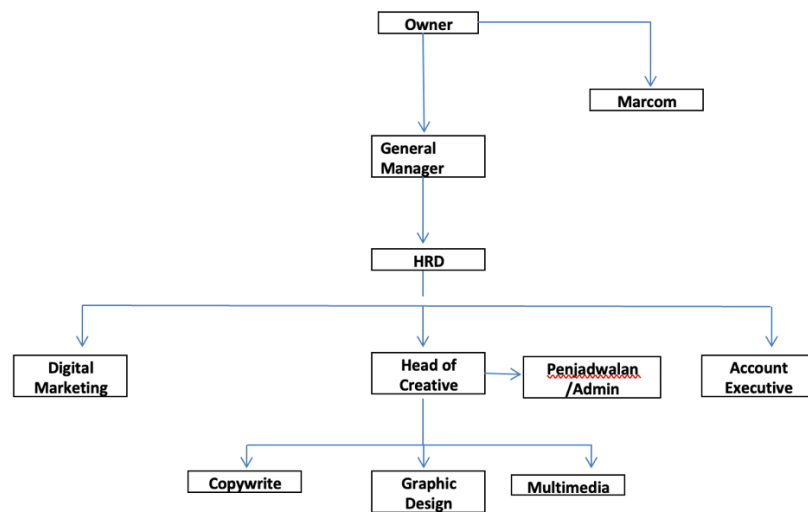 Owner
Marcom
General
Manager
HRD
Digital
Marketing
Head of
Creative
Penjadwalan
/Admin
Account
Executive
Copywrite
Graphic
Design
Multimedia